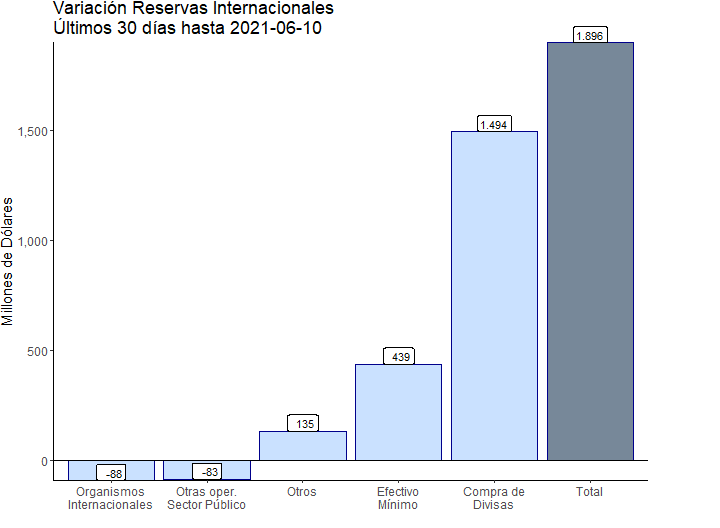 Variación Reservas Internacionales
Últimos 30 días hasta 2021-06-10
Millones de Dólares
1,500
1,000
500
0
-88
-83
135
439
1.494
1.896
Organismos
Internacionales
Otras oper.
Sector Público
Otros
Efectivo
Mínimo
Compra de
Divisas
Total